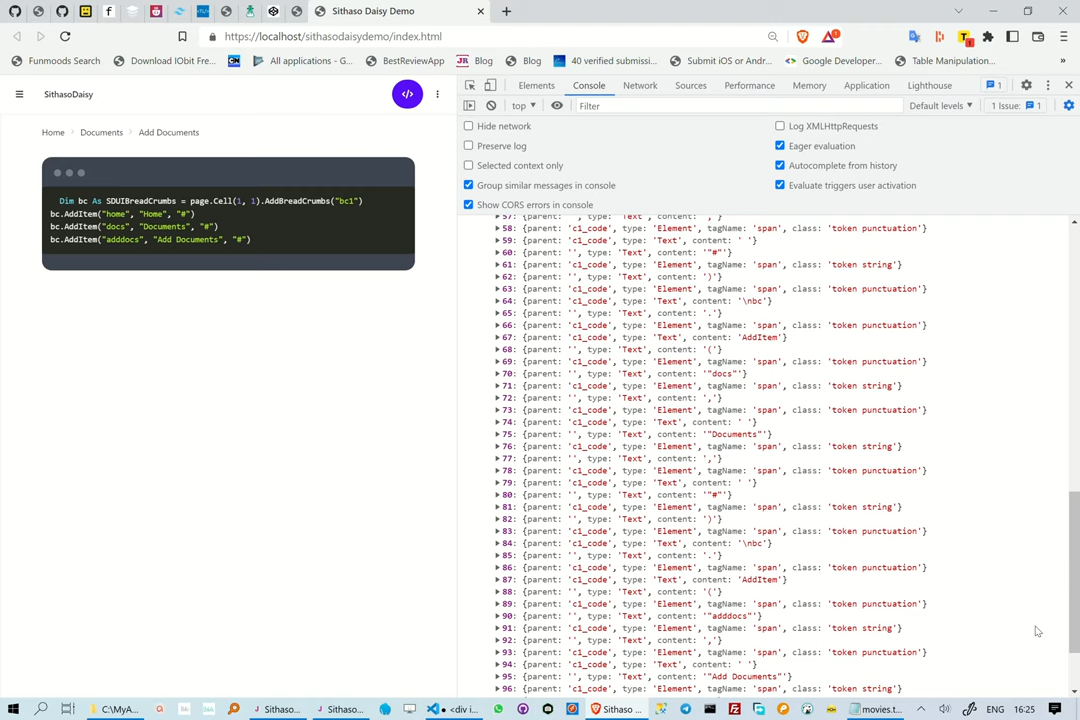 Sithaso Daisy Demo
https://sithasodaisydemo/index.html
Funmoods Search
Download IObit Fre...
All applications - G...
BestReviewApp
Blog
Blog
40 verified submissi...
Submit iOS or Andr...
Google Developer...
Table Manipulation...
»
SithasoDaisy
</>
Home > Documents > Add Documents
Dim bc As SDUIBreadCrumbs = page.Cell(1, 1).AddBreadCrumbs("bc1")
bc.AddItem("home", "Home", "#")
bc.AddItem("docs", "Documents", "#")
bc.AddItem("adddocs", "Add Documents", "#")
Elements Console Network Sources Performance Memory Application Lighthouse 1
top Filter Default levels 1 Issue: 1
Hide network
Log XMLHttpRequests
Preserve log
Eager evaluation
Selected context only
Autocomplete from history
Group similar messages in console
Evaluate triggers user activation
Show CORS errors in console
57: {parent: '', type: 'Text', content: ','}
58: {parent: 'c1_code', type: 'Element', tagName: 'span', class: 'token punctuation'}
59: {parent: 'c1_code', type: 'Text', content: ' '}
60: {parent: '', type: 'Text', content: '"#"'}
61: {parent: 'c1_code', type: 'Element', tagName: 'span', class: 'token string'}
62: {parent: '', type: 'Text', content: ')'}
63: {parent: 'c1_code', type: 'Element', tagName: 'span', class: 'token punctuation'}
64: {parent: 'c1_code', type: 'Text', content: '\nbc'}
65: {parent: '', type: 'Text', content: '.'}
66: {parent: 'c1_code', type: 'Element', tagName: 'span', class: 'token punctuation'}
67: {parent: 'c1_code', type: 'Text', content: 'AddItem'}
68: {parent: '', type: 'Text', content: '('}
69: {parent: 'c1_code', type: 'Element', tagName: 'span', class: 'token punctuation'}
70: {parent: '', type: 'Text', content: '"docs"'}
71: {parent: 'c1_code', type: 'Element', tagName: 'span', class: 'token string'}
72: {parent: '', type: 'Text', content: ','}
73: {parent: 'c1_code', type: 'Element', tagName: 'span', class: 'token punctuation'}
74: {parent: 'c1_code', type: 'Text', content: ' '}
75: {parent: '', type: 'Text', content: '"Documents"'}
76: {parent: 'c1_code', type: 'Element', tagName: 'span', class: 'token string'}
77: {parent: '', type: 'Text', content: ','}
78: {parent: 'c1_code', type: 'Element', tagName: 'span', class: 'token punctuation'}
79: {parent: 'c1_code', type: 'Text', content: ' '}
80: {parent: '', type: 'Text', content: '"#"'}
81: {parent: 'c1_code', type: 'Element', tagName: 'span', class: 'token string'}
82: {parent: '', type: 'Text', content: ')'}
83: {parent: 'c1_code', type: 'Element', tagName: 'span', class: 'token punctuation'}
84: {parent: 'c1_code', type: 'Text', content: '\nbc'}
85: {parent: '', type: 'Text', content: '.'}
86: {parent: 'c1_code', type: 'Element', tagName: 'span', class: 'token punctuation'}
87: {parent: 'c1_code', type: 'Text', content: 'AddItem'}
88: {parent: '', type: 'Text', content: '('}
89: {parent: 'c1_code', type: 'Element', tagName: 'span', class: 'token punctuation'}
90: {parent: '', type: 'Text', content: '"adddocs"'}
91: {parent: 'c1_code', type: 'Element', tagName: 'span', class: 'token string'}
92: {parent: '', type: 'Text', content: ','}
93: {parent: 'c1_code', type: 'Element', tagName: 'span', class: 'token punctuation'}
94: {parent: 'c1_code', type: 'Text', content: ' '}
95: {parent: '', type: 'Text', content: '"Add Documents"'}
96: {parent: 'c1_code', type: 'Element', tagName: 'span', class: 'token string'}
C:\MyA... Sithaso... Sithaso... <div i... Sithaso ... movies.t... ENG 16:25